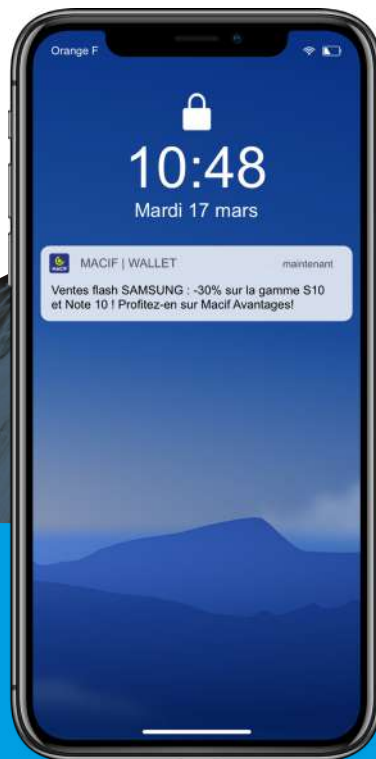 Orange F
10:48
Mardi 17 mars
MACIF
MACIF | WALLET
maintenant
Ventes flash SAMSUNG : -30% sur la gamme S10
et Note 10 ! Profitez-en sur Macif Avantages!